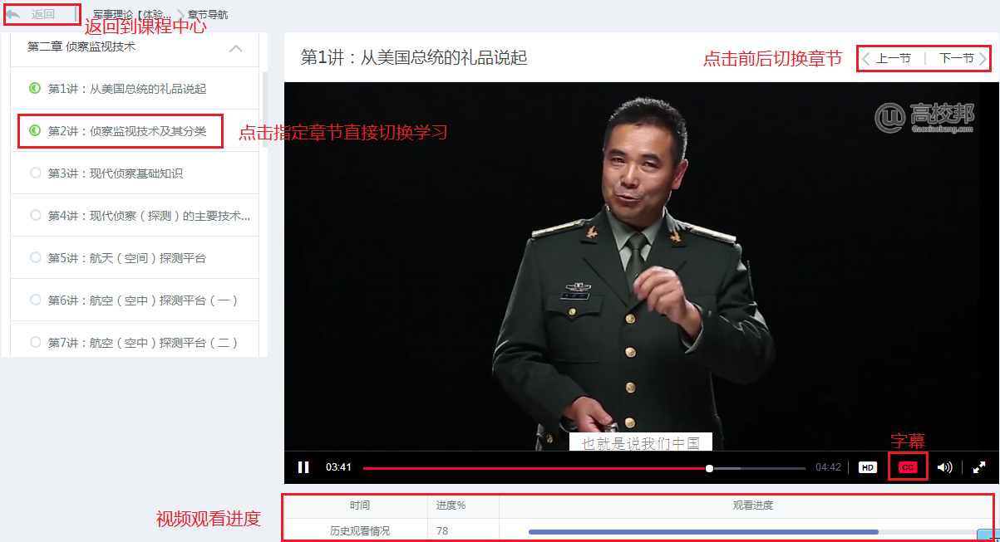 返回
军事理论【体验...
章节导航
返回到课程中心
第二章 侦察监视技术
第1讲：从美国总统的礼品说起
第2讲：侦察监视技术及其分类
点击指定章节直接切换学习
第3讲：现代侦察基础知识
第4讲：现代侦察（探测）的主要技术...
第5讲：航天（空间）探测平台
第6讲：航空（空中）探测平台（一）
第7讲：航空（空中）探测平台（二）
第1讲：从美国总统的礼品说起
点击前后切换章节
上一节
下一节
高校邦
Gaoxiaobang.com
也就是说我们中国
字幕
03:41
04:42
HD
CC
视频观看进度
时间
进度%
观看进度
历史观看情况
78